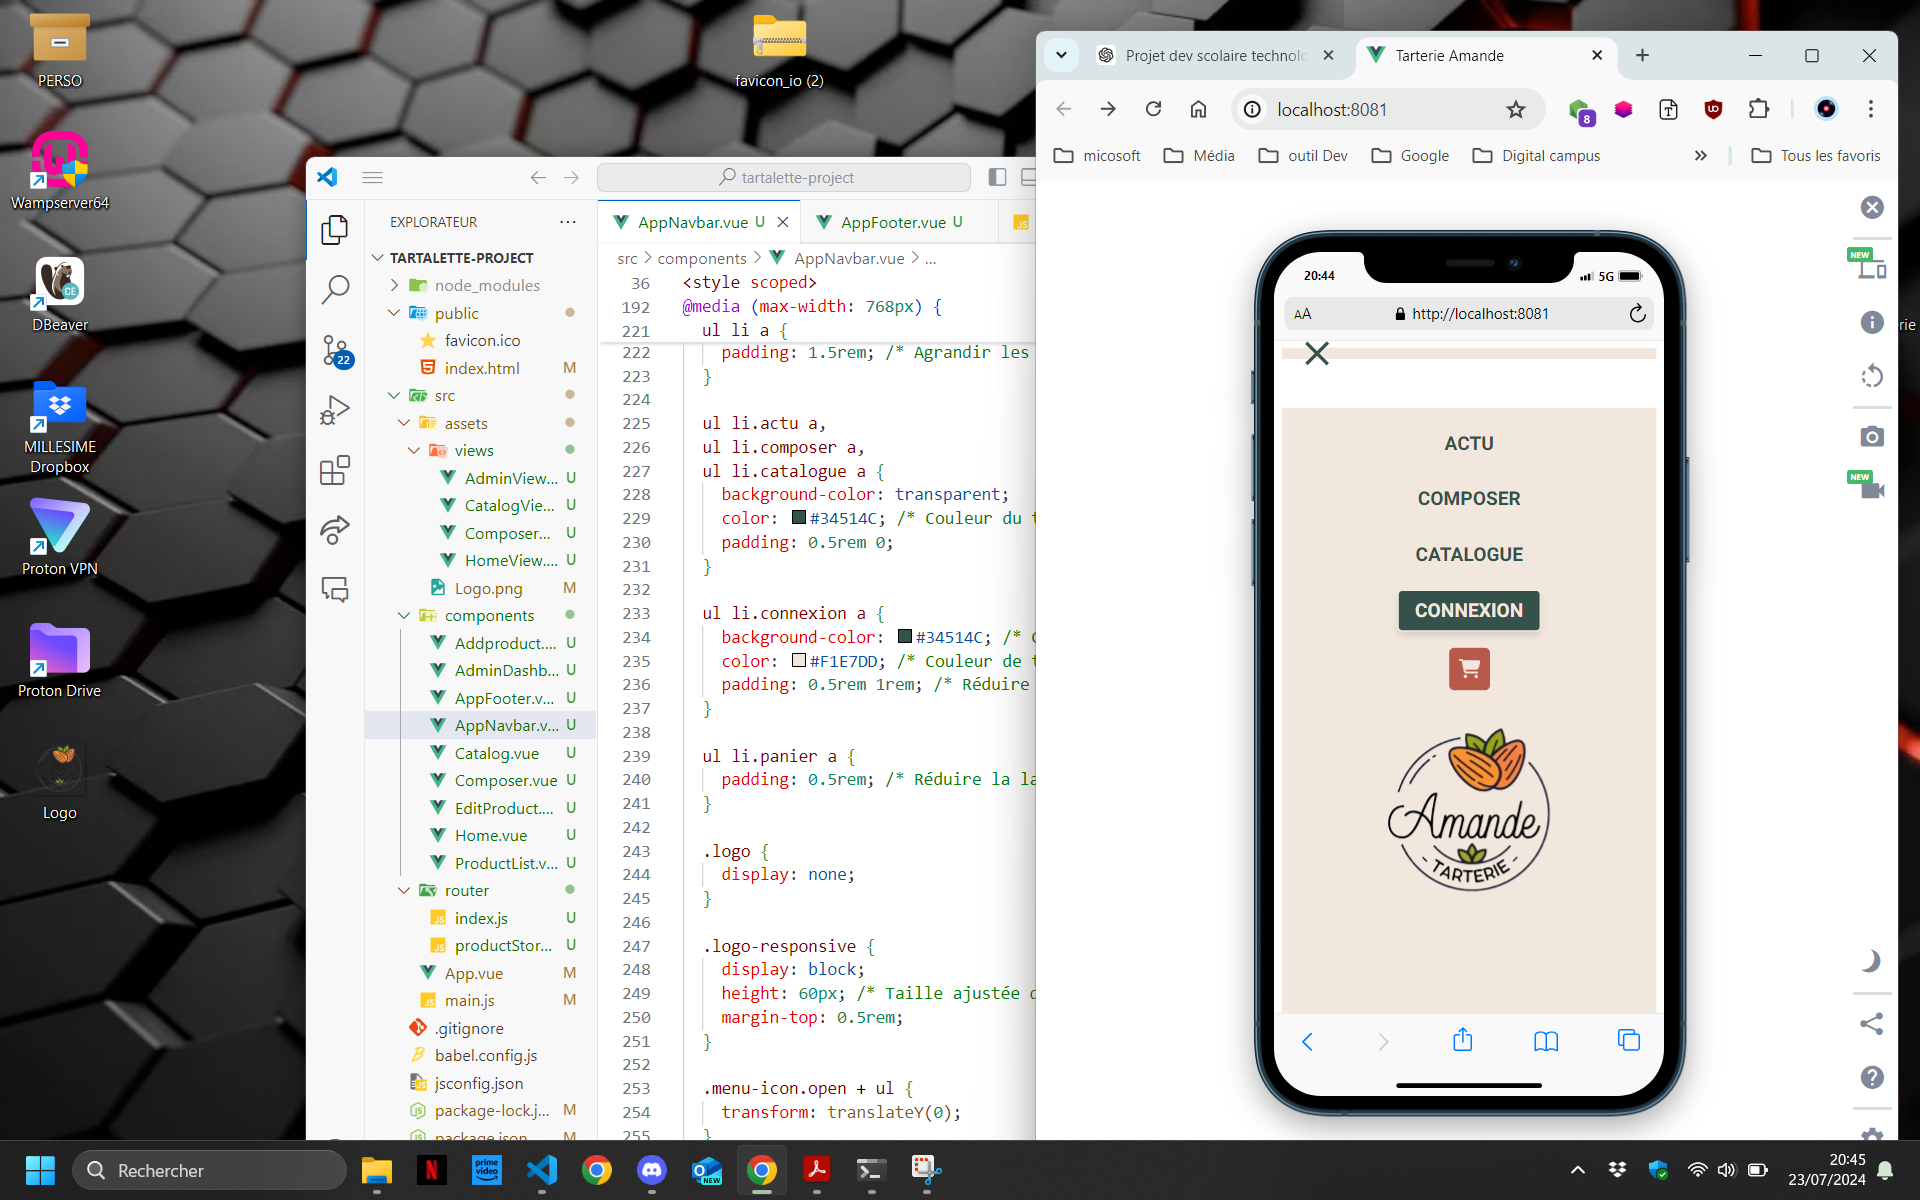 PERSO
Wampserver64
DBeaver
MILLESIME
Dropbox
Proton VPN
Proton Drive
Logo
favicon_io (2)
tartalette-project
EXPLORATEUR
TARTALETTE-PROJECT
node_modules
public
favicon.ico
index.html M
src
assets
views
AdminView... U
CatalogVie... U
Composer... U
HomeView.... U
Logo.png M
components
Addproduct.... U
AdminDashb... U
AppFooter.v... U
AppNavbar.v... U
Catalog.vue U
Composer.vue U
EditProduct.... U
Home.vue U
ProductList.v... U
router
index.js U
productStor... U
App.vue M
main.js M
.gitignore
babel.config.js
jsconfig.json
package-lock.j... M
package.json M
22
AppNavbar.vue U
AppFooter.vue U
JS
src > components > AppNavbar.vue > ...
36 <style scoped>
192 @media (max-width: 768px) {
221 ul li a {
222 padding: 1.5rem; /* Agrandir les
223 }
224
225 ul li.actu a,
226 ul li.composer a,
227 ul li.catalogue a {
228 background-color: transparent;
229 color: #34514C; /* Couleur du t
230 padding: 0.5rem 0;
231 }
232
233 ul li.connexion a {
234 background-color: #34514C; /* C
235 color: #F1E7DD; /* Couleur de t
236 padding: 0.5rem 1rem; /* Réduire
237 }
238
239 ul li.panier a {
240 padding: 0.5rem; /* Réduire la la
241 }
242
243 .logo {
244 display: none;
245 }
246
247 .logo-responsive {
248 display: block;
249 height: 60px; /* Taille ajustée d
250 margin-top: 0.5rem;
251 }
252
253 .menu-icon.open + ul {
254 transform: translateY(0);
255 }
Projet dev scolaire technolo
Tarterie Amande
localhost:8081
8
micosoft
Média
outil Dev
Google
Digital campus
Tous les favoris
NEW
NEW
rie
20:44
5G
AA
http://localhost:8081
ACTU
COMPOSER
CATALOGUE
CONNEXION
Amande
- TARTERIE -
Rechercher
prime video
NEW
20:45
23/07/2024